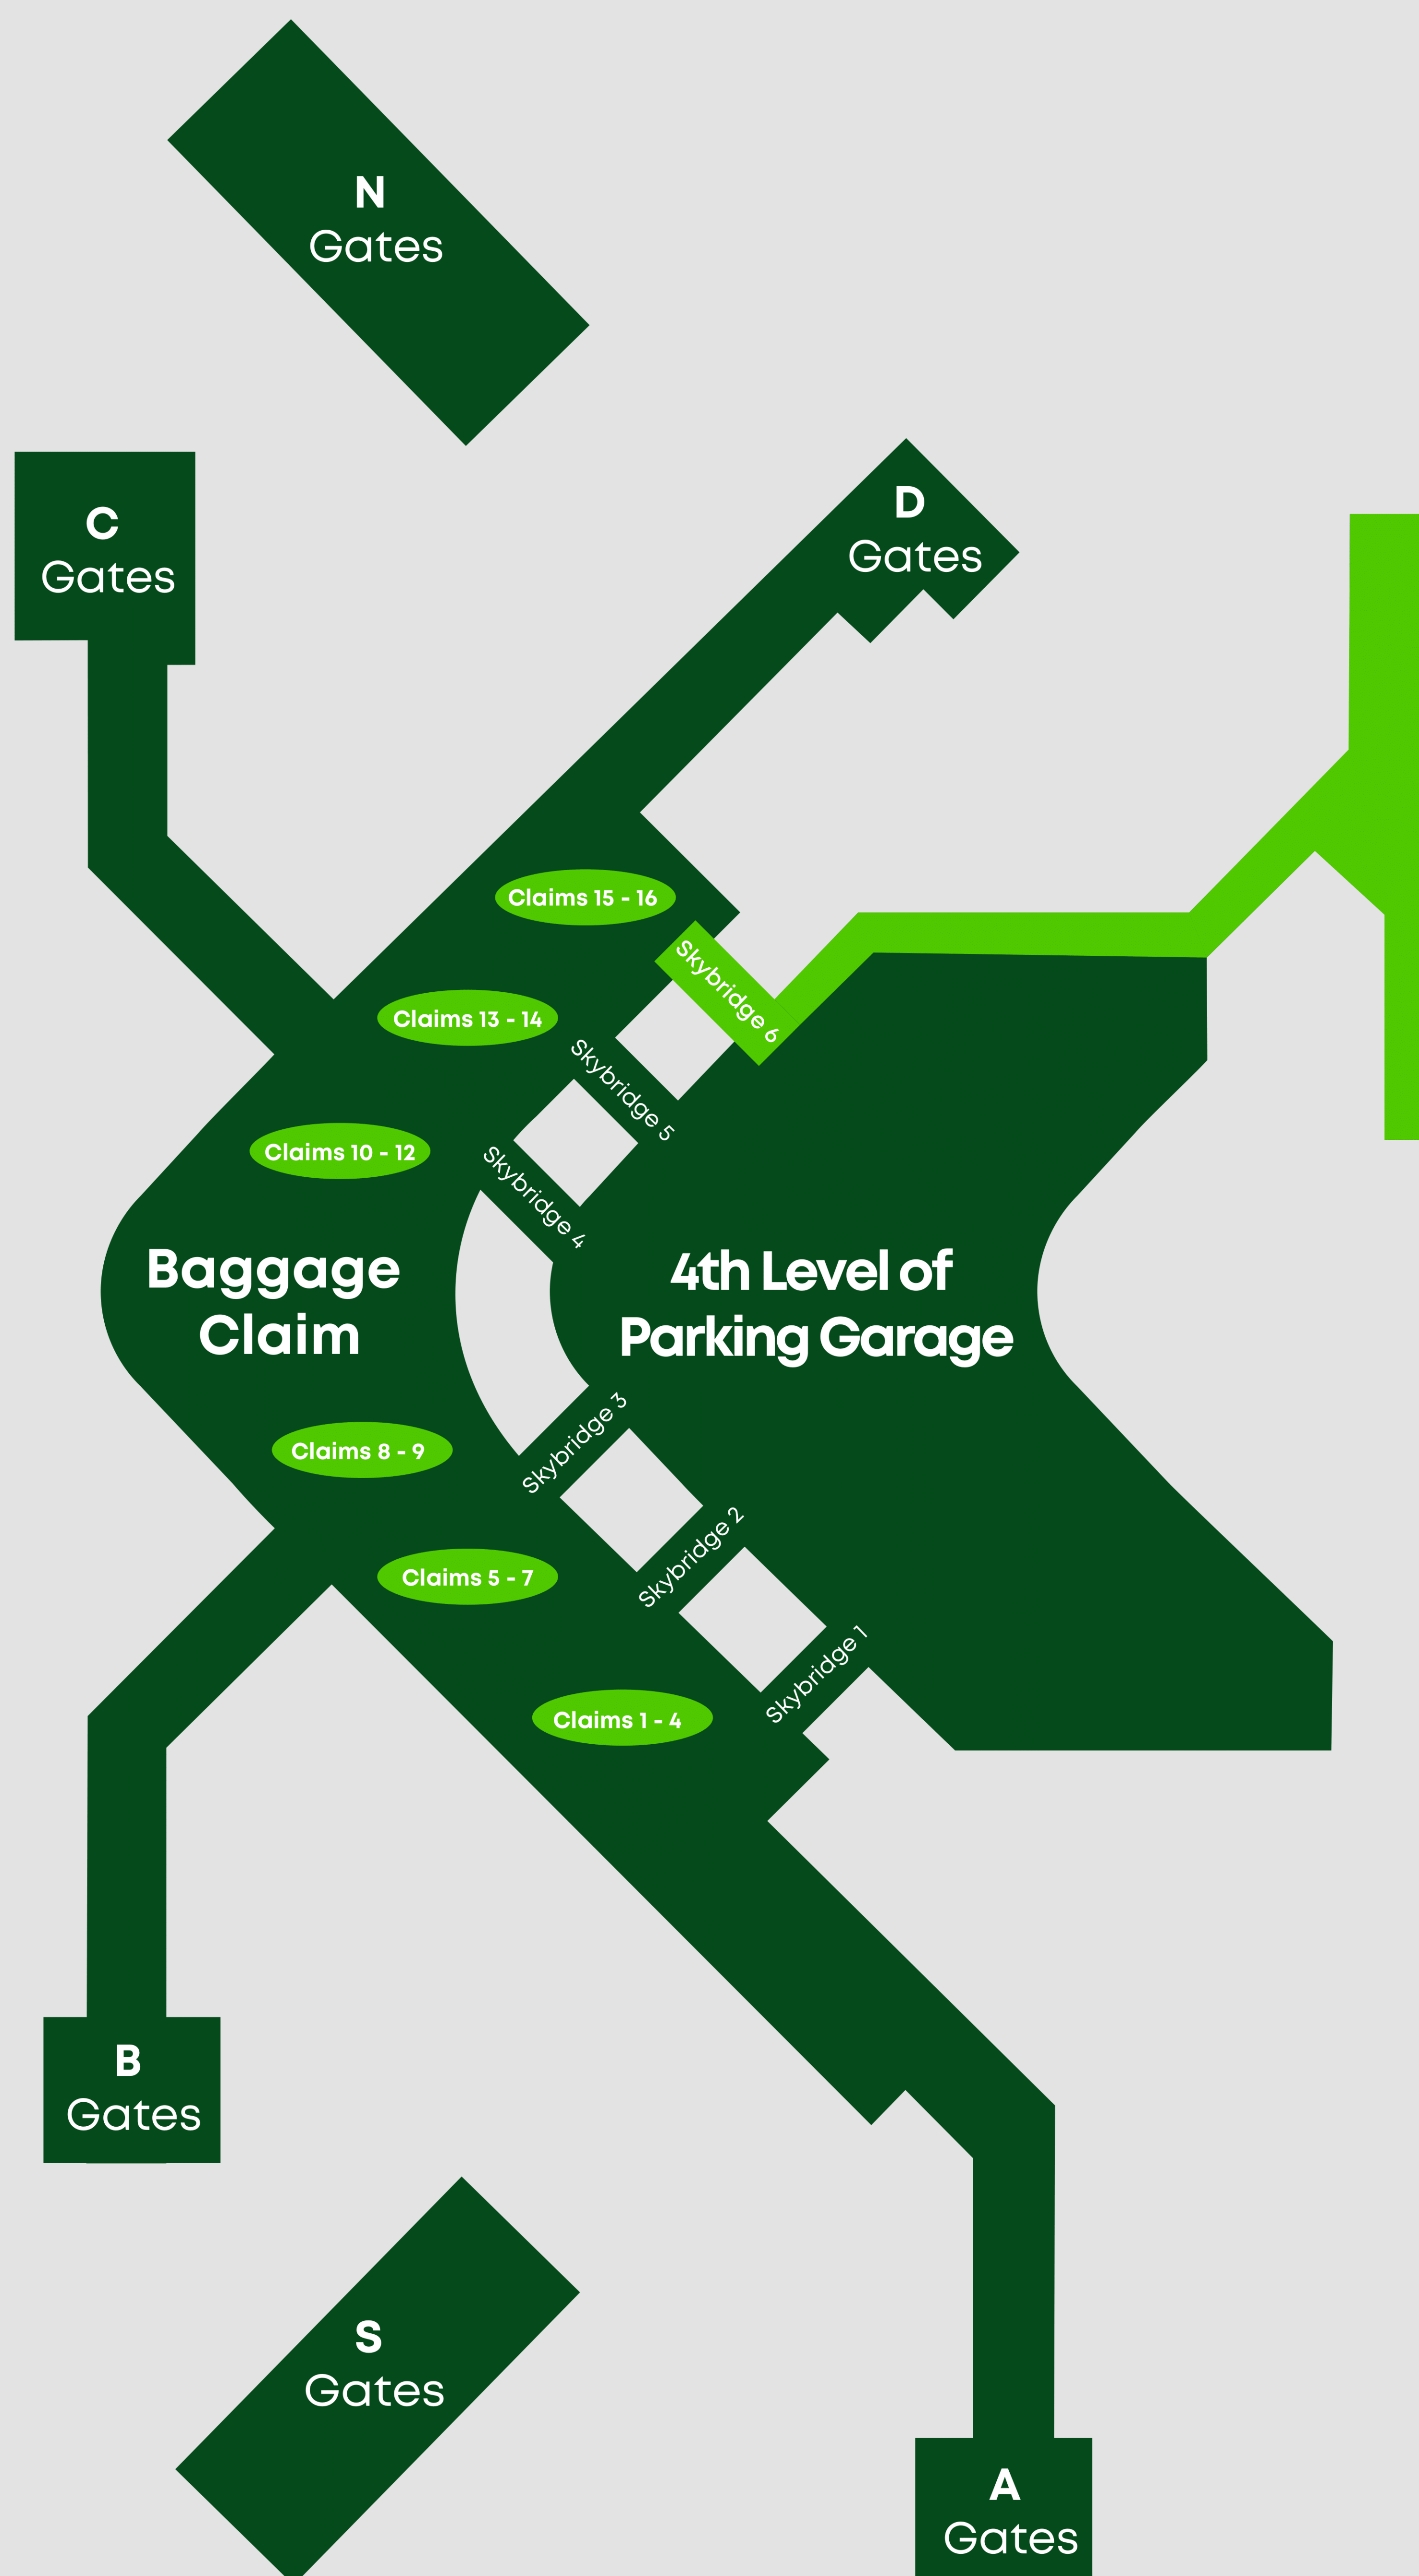 N
Gates
C
Gates
D
Gates
Claims 15 - 16
Skybridge 6
Claims 13 - 14
Skybridge 5
Claims 10 - 12
Skybridge 4
Baggage
Claim
4th Level of
Parking Garage
Skybridge 3
Claims 8 - 9
Skybridge 2
Claims 5 - 7
Skybridge 1
Claims 1 - 4
B
Gates
S
Gates
A
Gates